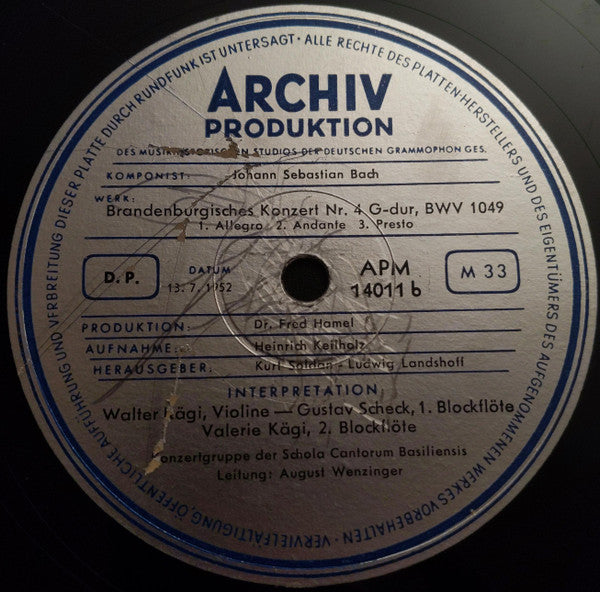 ARCHIV
PRODUKTION
DES MUSIKHISTORISCHEN STUDIOS DER DEUTSCHEN GRAMMOPHON GES.
KOMPONIST: Johann Sebastian Bach
WERK:
Brandenburgisches Konzert Nr. 4 G-dur, BWV 1049
1. Allegro 2. Andante 3. Presto
D.P.
DATUM
13.7.1952
APM
14011 b
M 33
PRODUKTION: Dr. Fred Hamel
AUFNAHME: Heinrich Keilholz
HERAUSGEBER: Kurt Soldan - Ludwig Landshoff
INTERPRETATION
Walter Kägi, Violine — Gustav Scheck, 1. Blockflöte
Valerie Kägi, 2. Blockflöte
Konzertgruppe der Schola Cantorum Basiliensis
Leitung: August Wenzinger
ALLE RECHTE DES PLATTEN-HERSTELLERS UND DES EIGENTÜMERS DES AUFGENOMMENEN WERKES VORBEHALTEN · VERVIELFÄLTIGUNG, ÖFFENTLICHE AUFFÜHRUNG UND VERBREITUNG DIESER PLATTE DURCH RUNDFUNK IST UNTERSAGT ·